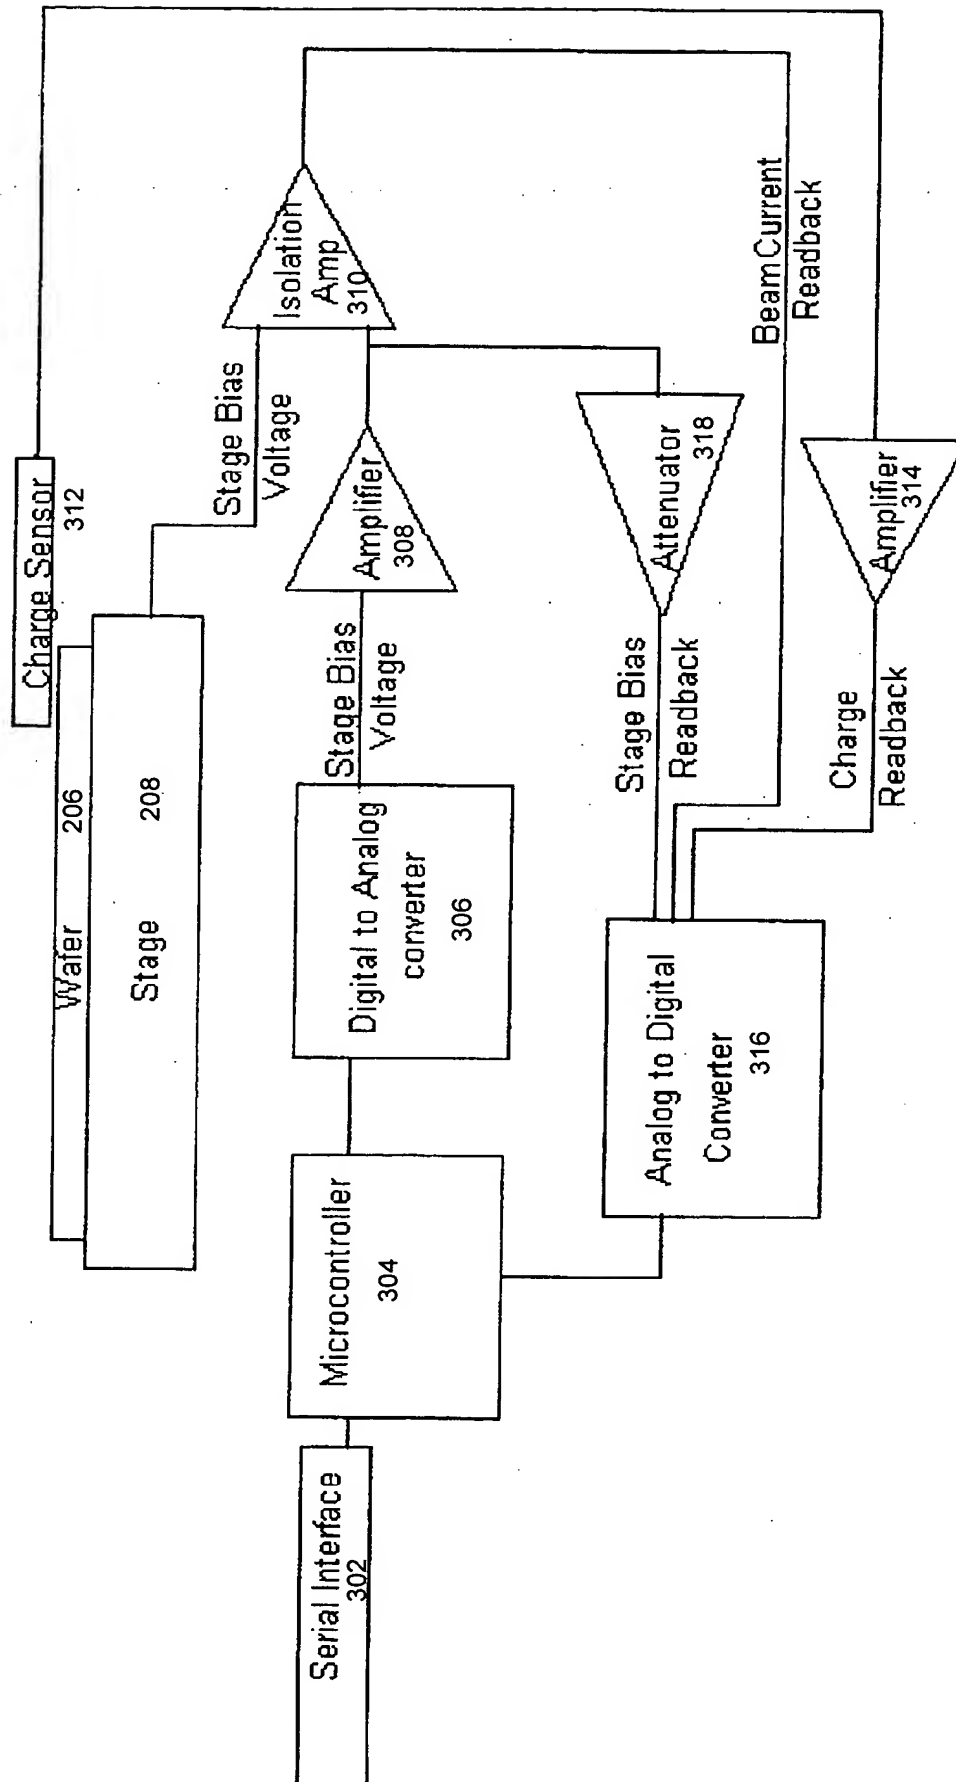 Charge Sensor
312
Wafer 206
Stage 208
Stage Bias
Voltage
Isolation
Amp
310
Serial Interface
302
Microcontroller
304
Digital to Analog
converter
306
Stage Bias
Voltage
Amplifier
308
Analog to Digital
Converter
316
Stage Bias
Readback
Attenuator
318
BeamCurrent
Readback
Charge
Readback
Amplifier
314